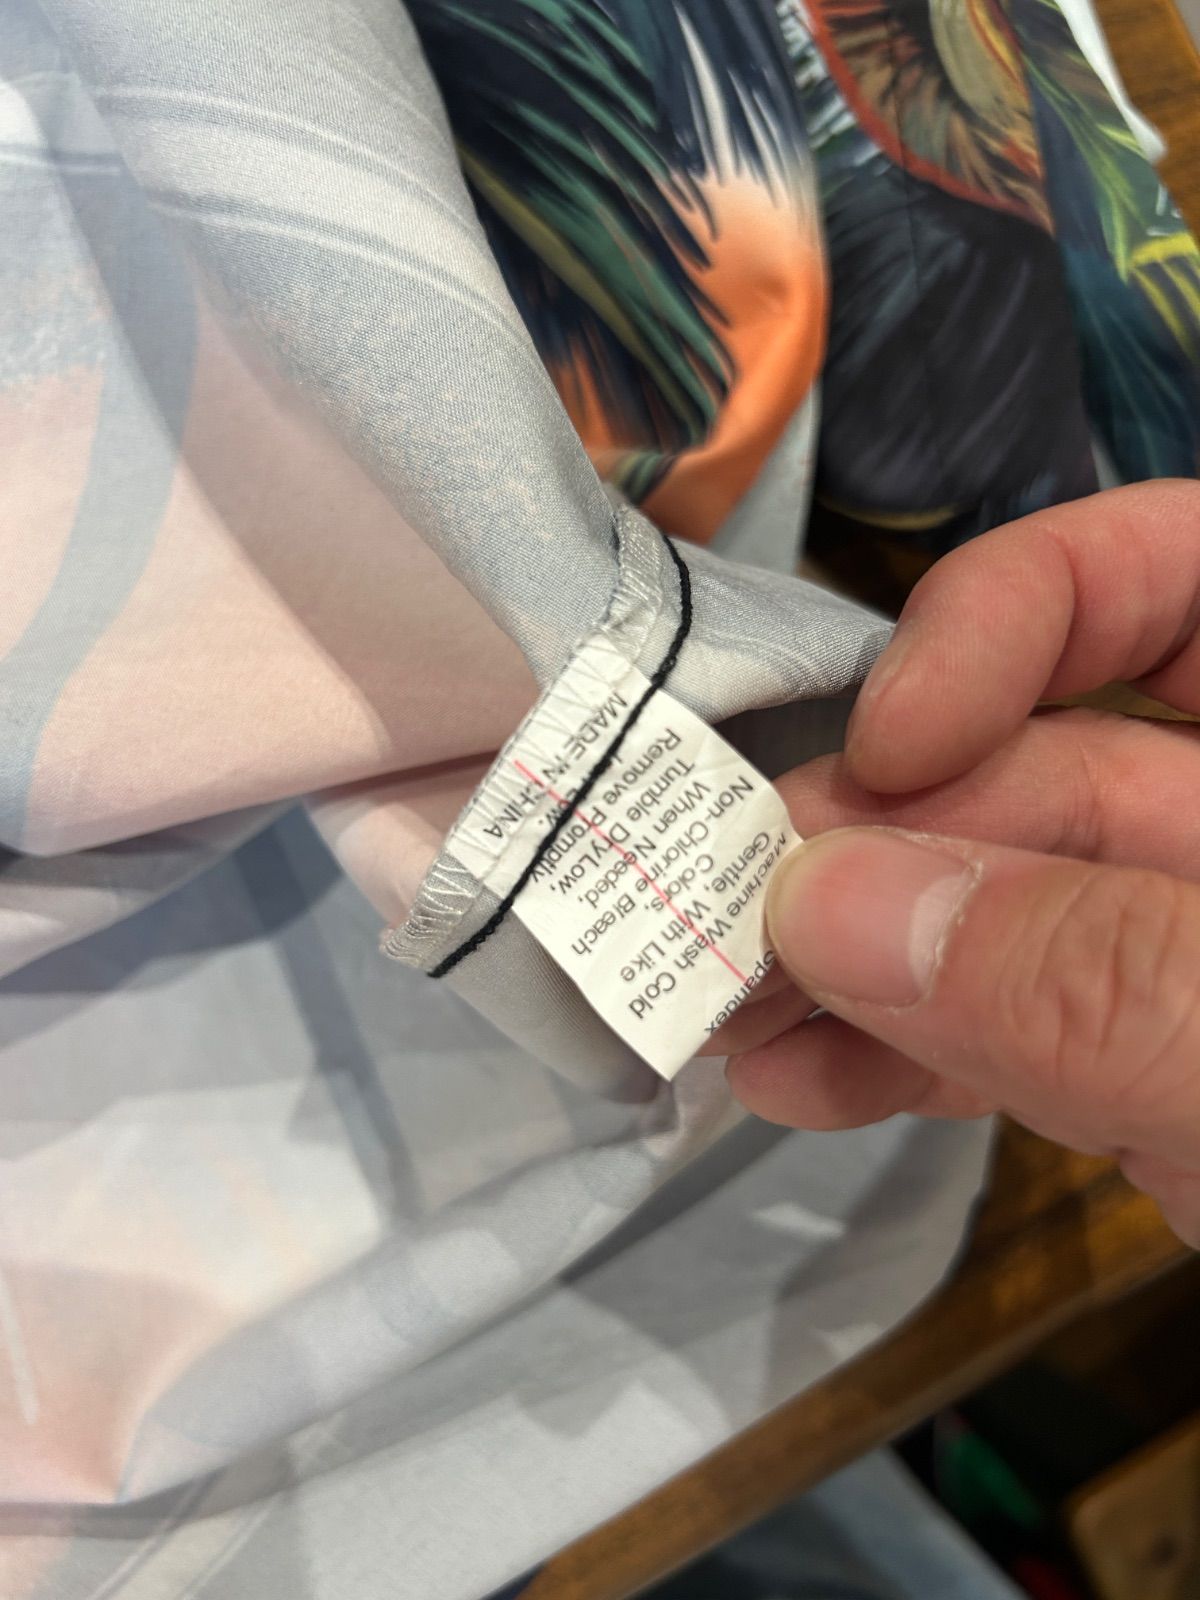 Spandex
Machine Wash Cold
Gentle, With Like
Colors,
Non-Chlorine Bleach
When Needed,
Tumble Dry Low,
Remove Promptly,
Low.
MADE IN CHINA